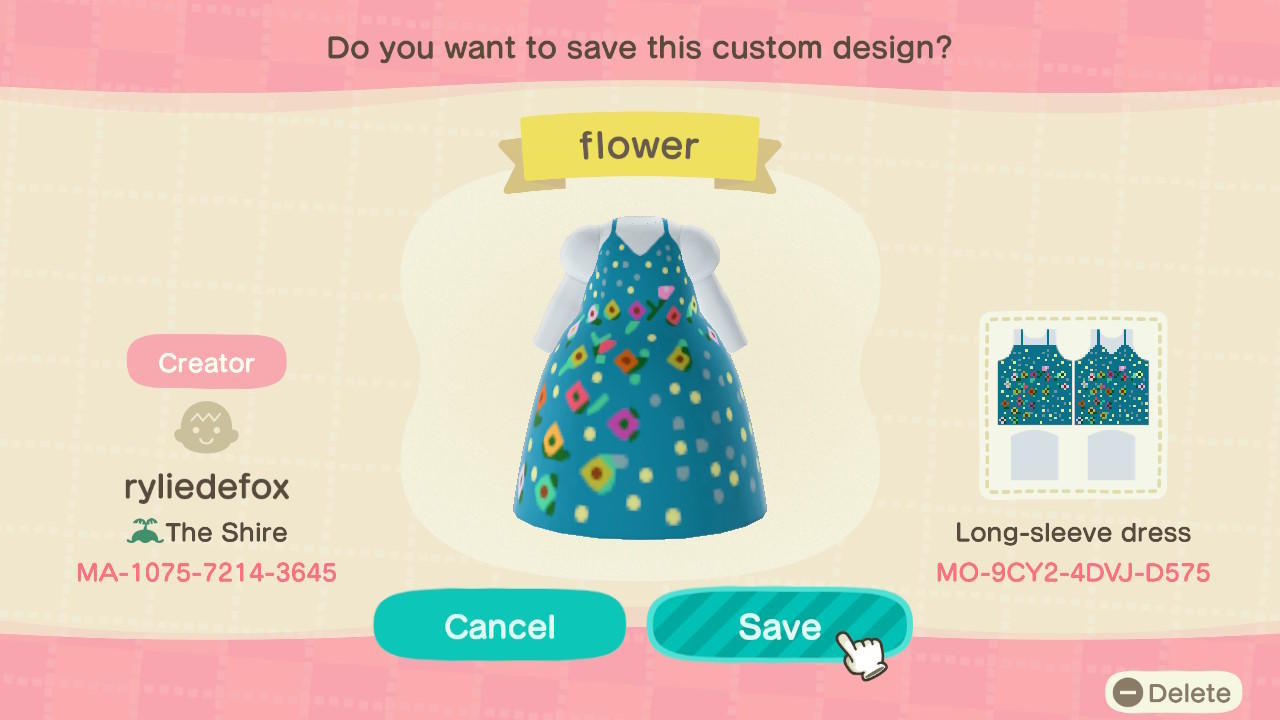 Do you want to save this custom design?
flower
Creator
ryliedefox
The Shire
MA-1075-7214-3645
Long-sleeve dress
MO-9CY2-4DVJ-D575
Cancel
Save
Delete